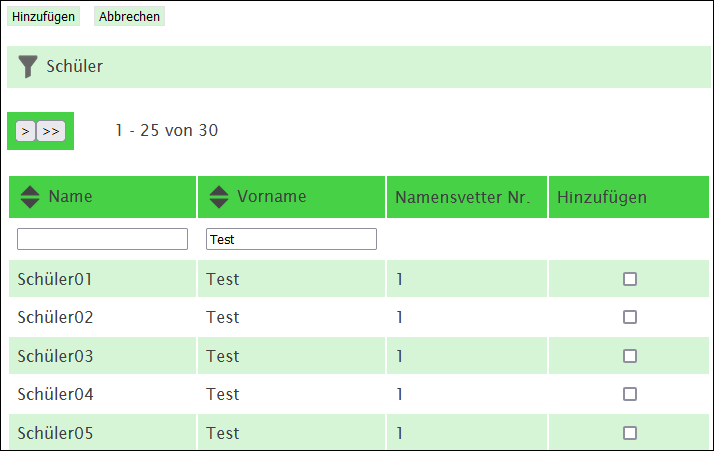 Hinzufügen Abbrechen
Schüler
> >> 1 - 25 von 30
Name Vorname Namensvetter Nr. Hinzufügen
Test
Schüler01 Test 1
Schüler02 Test 1
Schüler03 Test 1
Schüler04 Test 1
Schüler05 Test 1